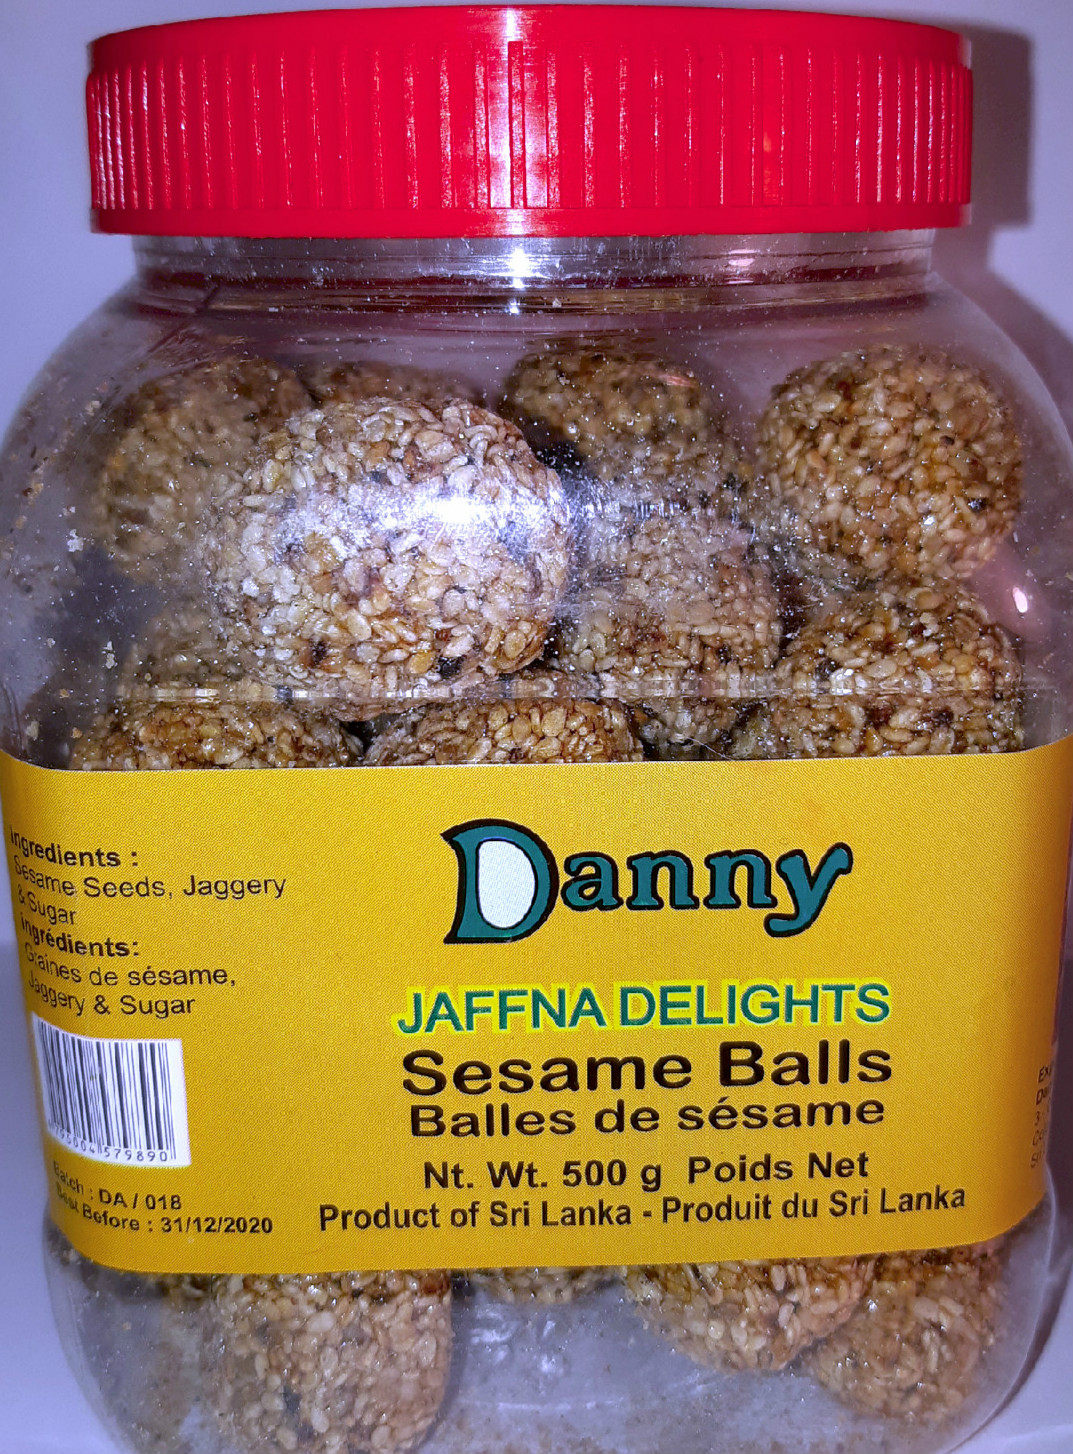 Danny
JAFFNA DELIGHTS
Sesame Balls
Balles de sésame
Nt. Wt. 500 g Poids Net
Product of Sri Lanka - Produit du Sri Lanka
Ingredients :
Sesame Seeds, Jaggery
& Sugar
Ingrédients:
Graines de sésame,
Jaggery & Sugar
579890
Batch : DA / 018
Best Before : 31/12/2020